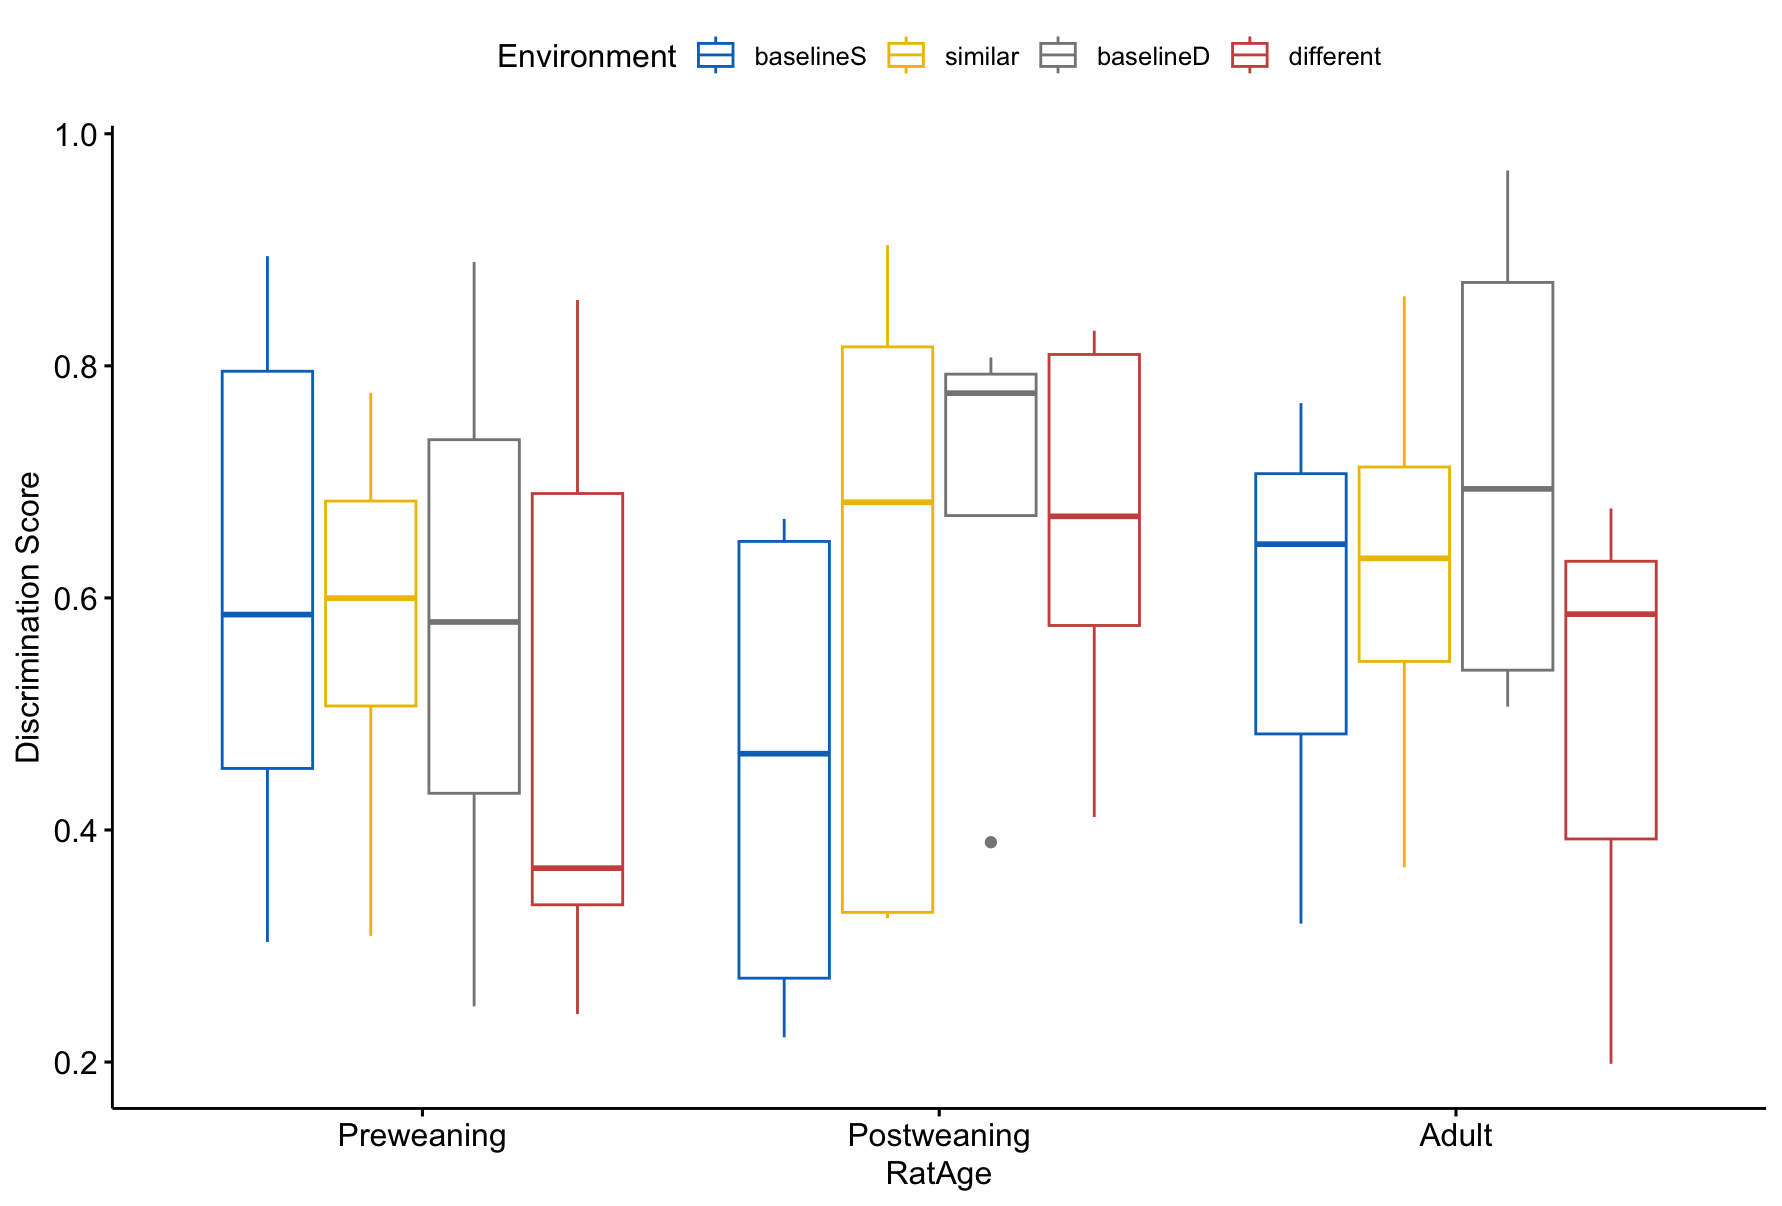 Environment baselineS similar baselineD different
1.0
0.8
0.6
0.4
0.2
Discrimination Score
Preweaning Postweaning Adult
RatAge